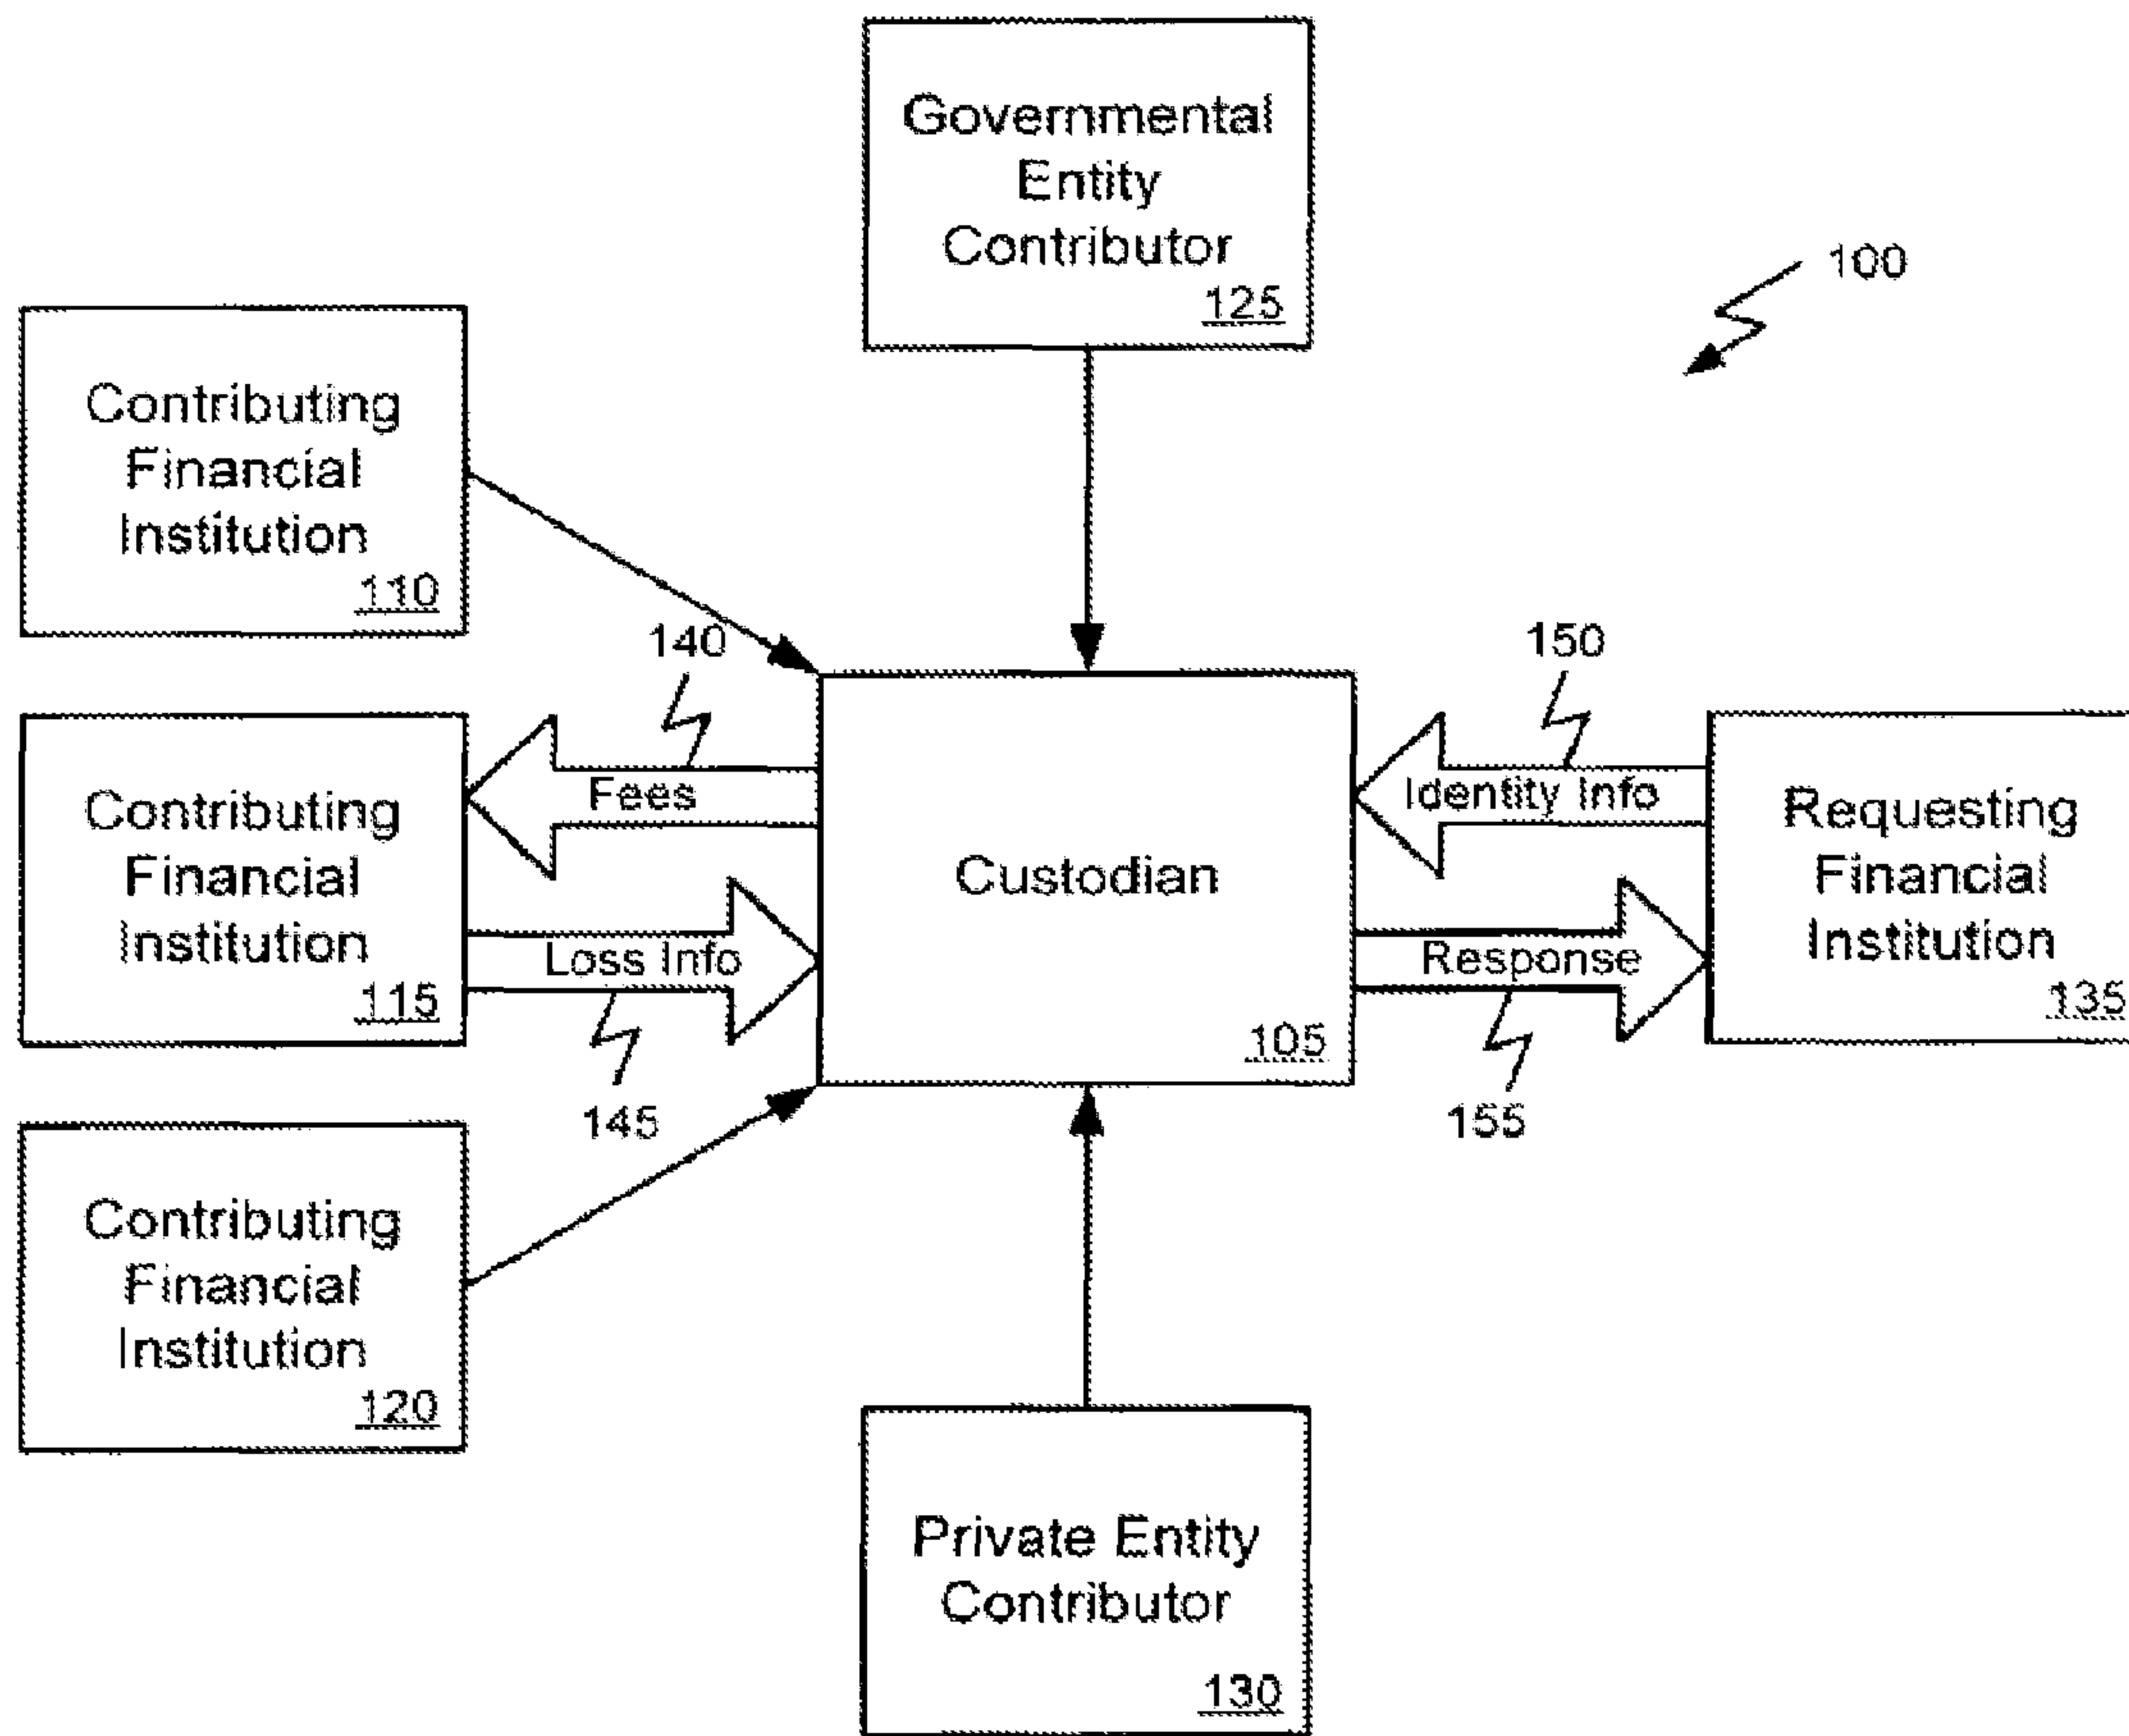 Governmental
Entity
Contributor
125
100
Contributing
Financial
Institution
110
140
150
Contributing
Financial
Institution
115
Fees
Loss Info
145
Custodian
105
Identity Info
Response
155
Requesting
Financial
Institution
135
Contributing
Financial
Institution
120
Private Entity
Contributor
130